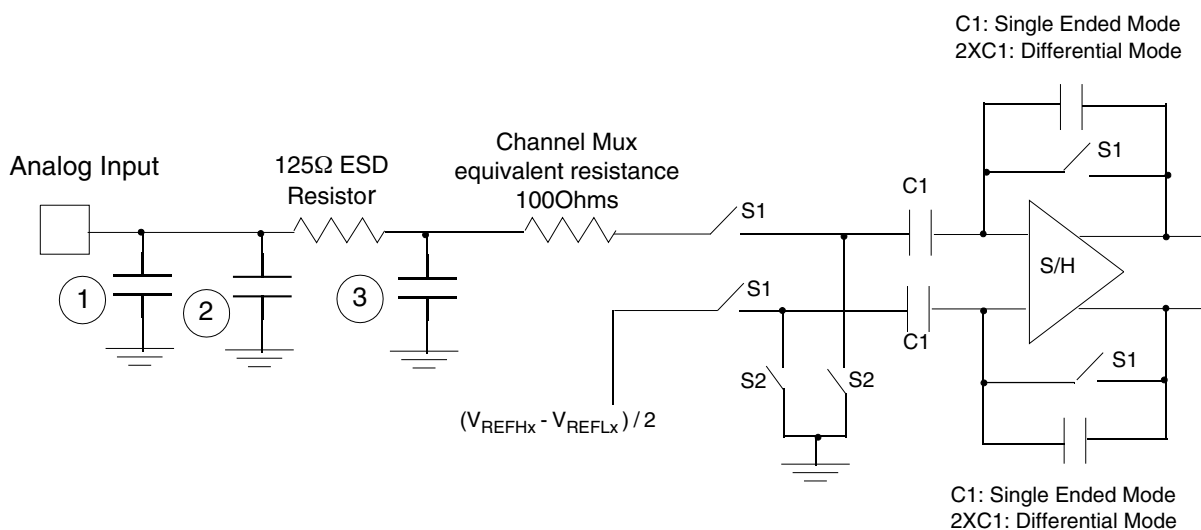 C1: Single Ended Mode
2XC1: Differential Mode
Analog Input
125Ω ESD
Resistor
Channel Mux
equivalent resistance
100Ohms
S1
C1
S1
S/H
1
2
3
S1
C1
S1
S2
S2
(VREFHx - VREFLx) / 2
C1: Single Ended Mode
2XC1: Differential Mode